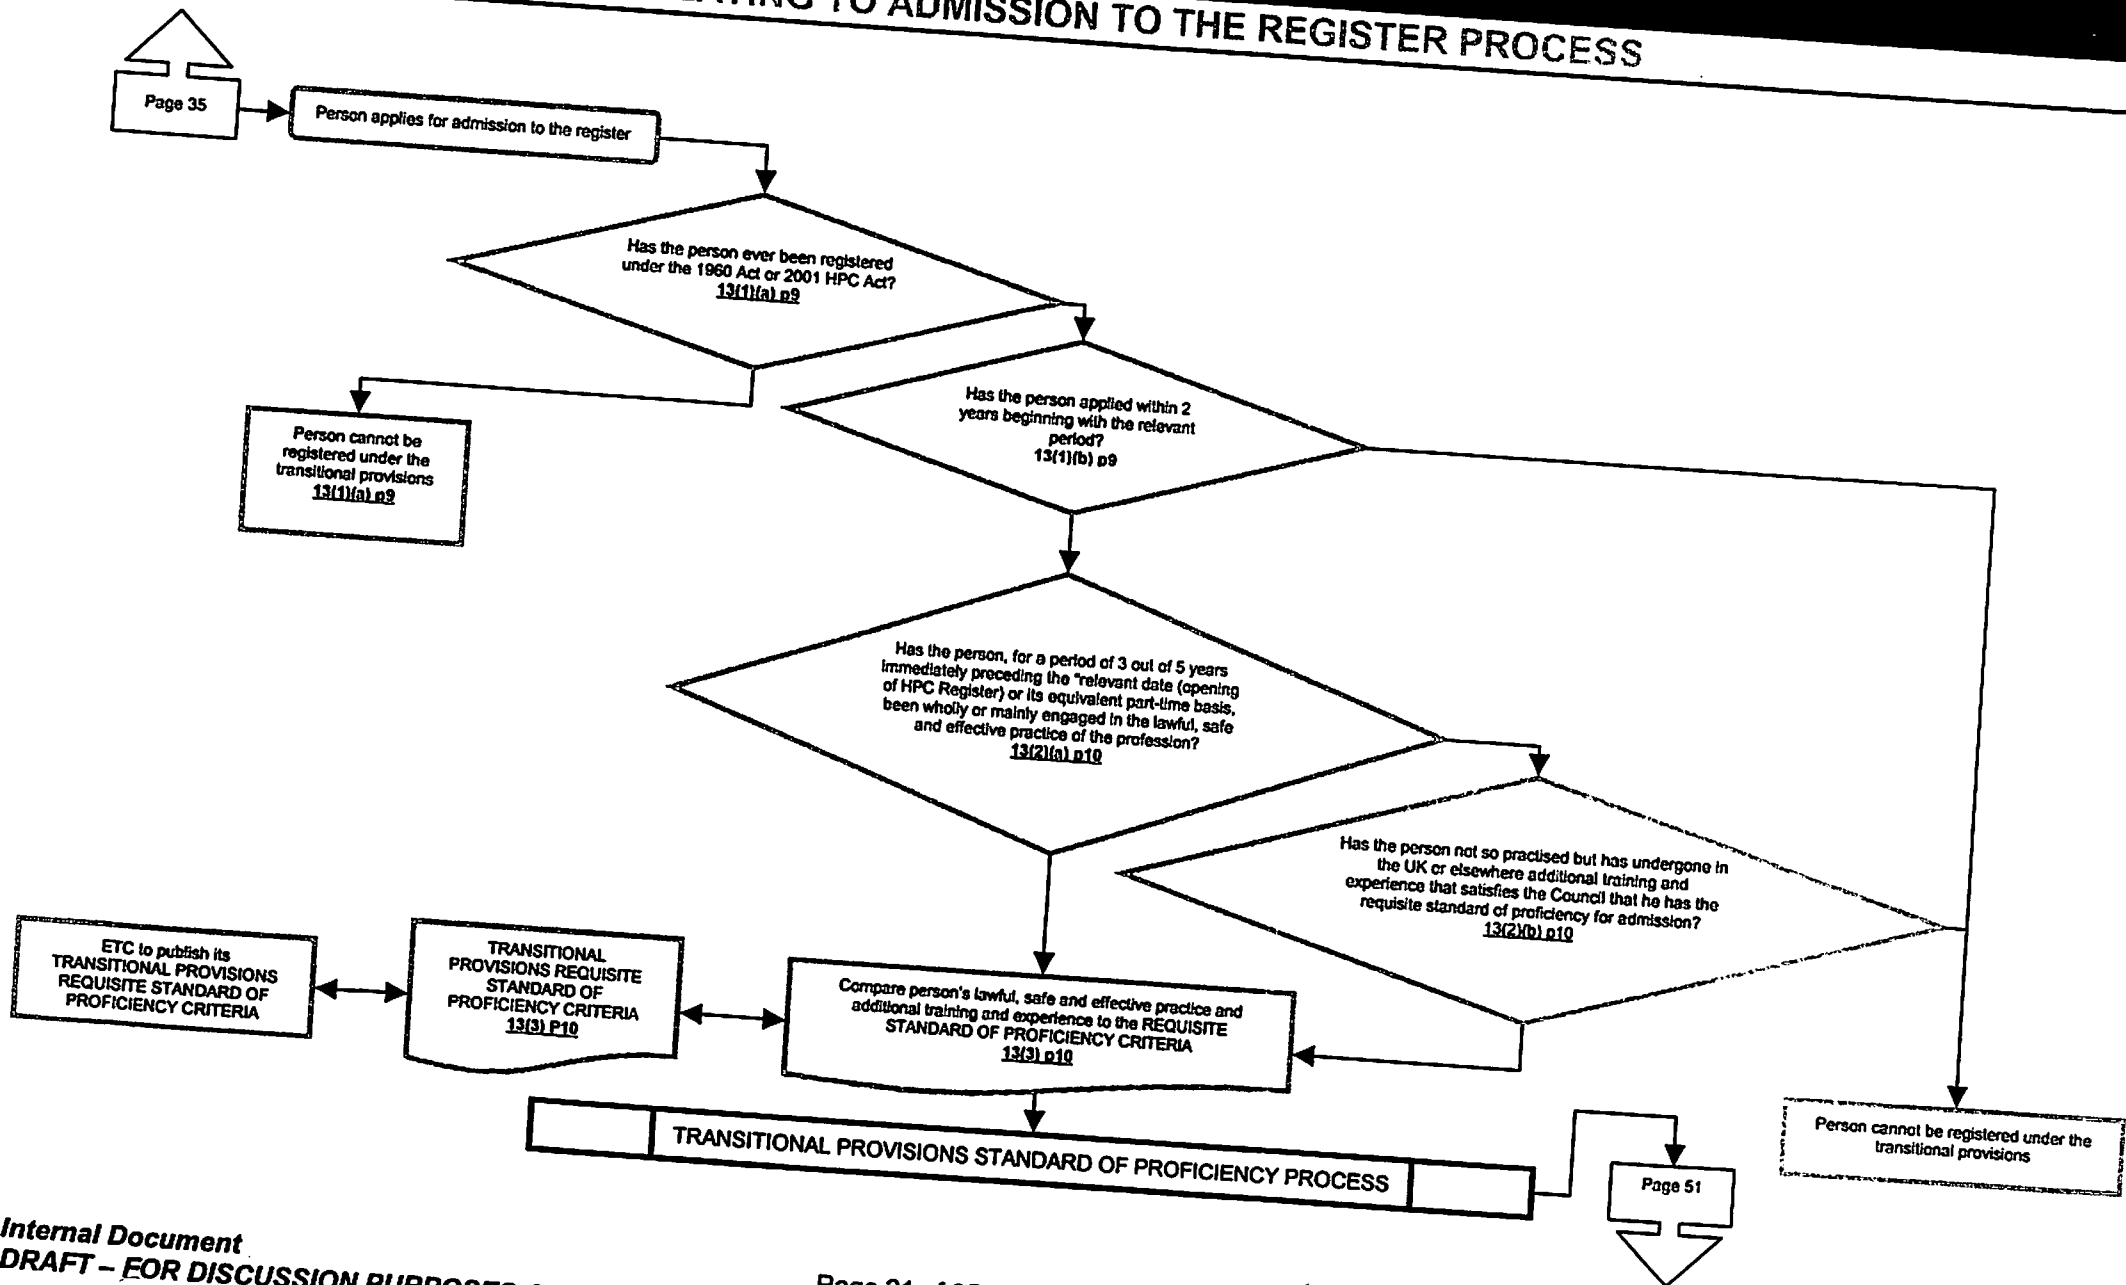 TO ADMISSION TO THE REGISTER PROCESS
Page 35
Person applies for admission to the register
Has the person ever been registered
under the 1960 Act or 2001 HPC Act?
13(1)(a) p9
Has the person applied within 2
years beginning with the relevant
period?
13(1)(b) p9
Person cannot be
registered under the
transitional provisions
13(1)(a) p9
Has the person, for a period of 3 out of 5 years
immediately preceding the "relevant date (opening
of HPC Register) or its equivalent part-time basis,
been wholly or mainly engaged in the lawful, safe
and effective practice of the profession?
13(2)(a) p10
Has the person not so practised but has undergone in
the UK or elsewhere additional training and
experience that satisfies the Council that he has the
requisite standard of proficiency for admission?
13(2)(b) p10
ETC to publish its
TRANSITIONAL PROVISIONS
REQUISITE STANDARD OF
PROFICIENCY CRITERIA
TRANSITIONAL
PROVISIONS REQUISITE
STANDARD OF
PROFICIENCY CRITERIA
13(3) P10
Compare person's lawful, safe and effective practice and
additional training and experience to the REQUISITE
STANDARD OF PROFICIENCY CRITERIA
13(3) p10
TRANSITIONAL PROVISIONS STANDARD OF PROFICIENCY PROCESS
Page 51
Person cannot be registered under the
transitional provisions
Internal Document
DRAFT – FOR DISCUSSION PURPOSES
Page